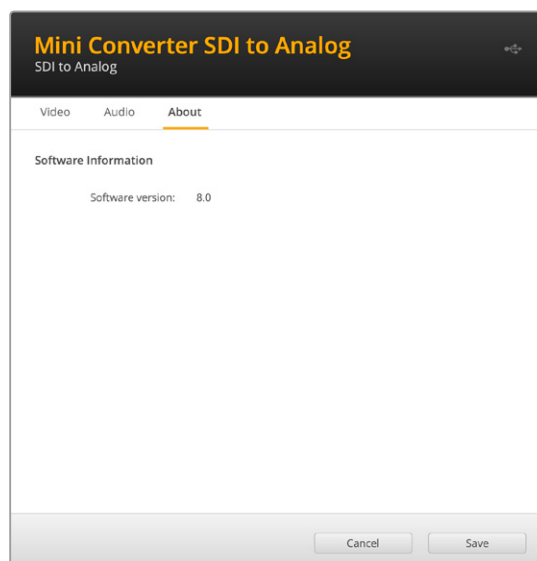 Mini Converter SDI to Analog
SDI to Analog
Video Audio About
Software Information
Software version: 8.0
Cancel Save